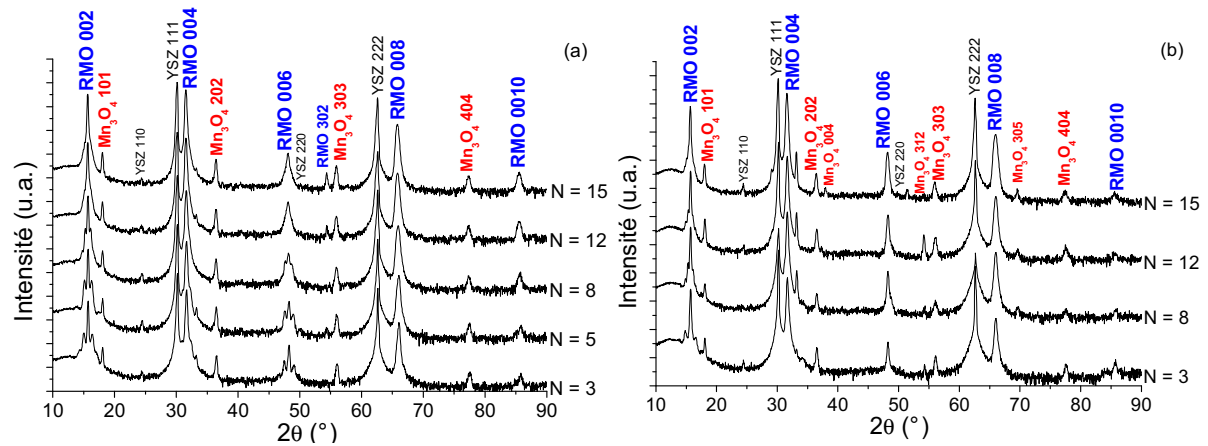 (a)
Intensité (u.a.)
RMO 002
Mn₃O₄ 101
YSZ 110
YSZ 111
RMO 004
Mn₃O₄ 202
RMO 006
YSZ 220
RMO 302
Mn₃O₄ 303
YSZ 222
RMO 008
Mn₃O₄ 404
RMO 0010
N = 15
N = 12
N = 8
N = 5
N = 3
10 20 30 40 50 60 70 80 90
2θ (°)
(b)
Intensité (u.a.)
RMO 002
Mn₃O₄ 101
YSZ 110
YSZ 111
RMO 004
Mn₃O₄ 202
Mn₃O₄ 004
RMO 006
YSZ 220
Mn₃O₄ 312
Mn₃O₄ 303
YSZ 222
RMO 008
Mn₃O₄ 305
Mn₃O₄ 404
RMO 0010
N = 15
N = 12
N = 8
N = 3
10 20 30 40 50 60 70 80 90
2θ (°)